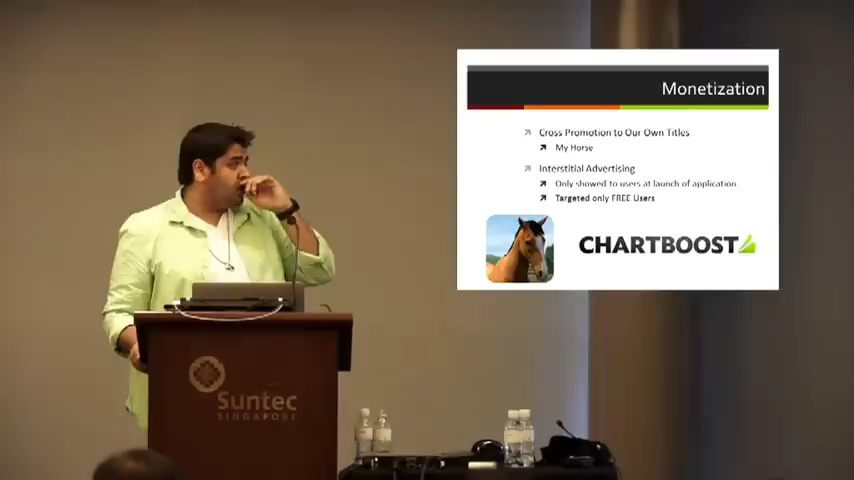 Monetization
Cross Promotion to Our Own Titles
My Horse
Interstitial Advertising
Only showed to users at launch of application.
Targeted only FREE Users
CHARTBOOST
Suntec
SINGAPORE